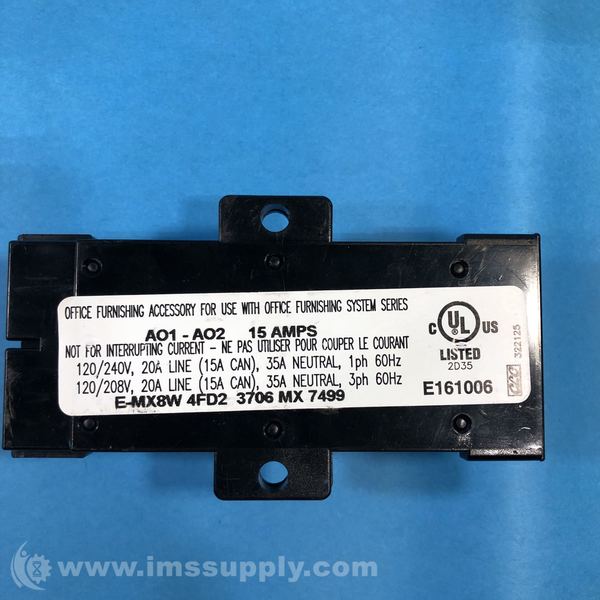 OFFICE FURNISHING ACCESSORY FOR USE WITH OFFICE FURNISHING SYSTEM SERIES
AO1 - AO2 15 AMPS
NOT FOR INTERRUPTING CURRENT - NE PAS UTILISER POUR COUPER LE COURANT
120/240V, 20A LINE (15A CAN), 35A NEUTRAL, 1ph 60Hz
120/208V, 20A LINE (15A CAN), 35A NEUTRAL, 3ph 60Hz
E-MX8W 4FD2 3706 MX 7499
C UL US
LISTED
2D35
E161006
322125
www.imssupply.com